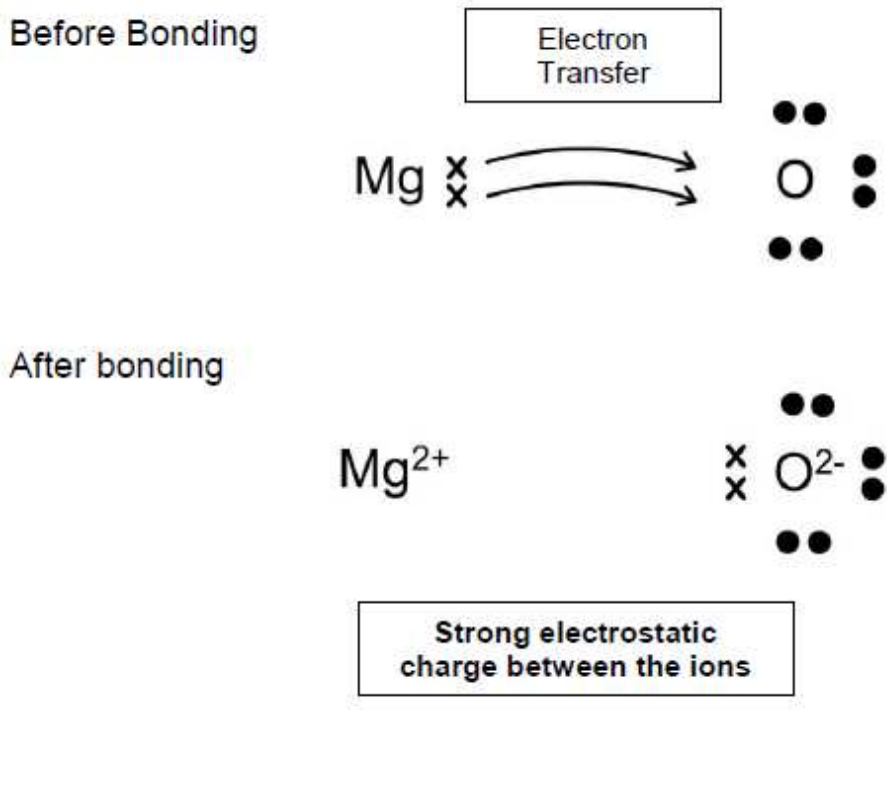 Before Bonding
Electron
Transfer
Mg x
x
O
After bonding
Mg²⁺
x
x O²⁻
Strong electrostatic
charge between the ions